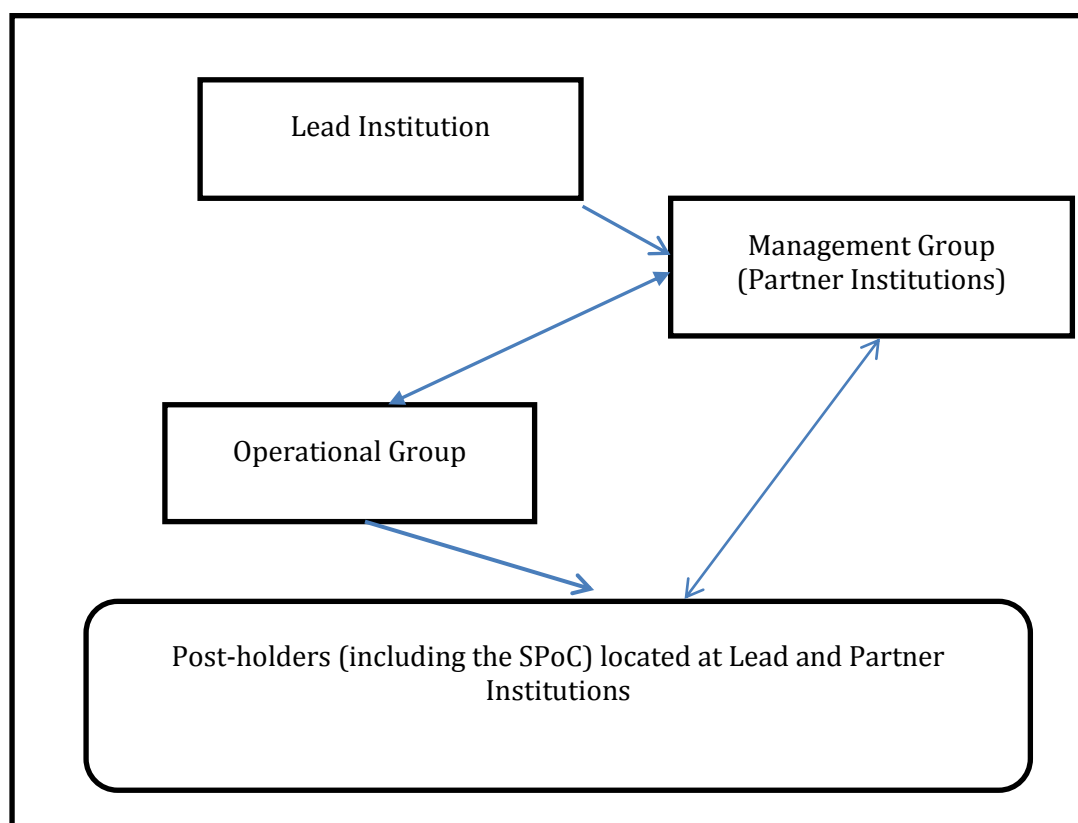 Lead Institution
Management Group
(Partner Institutions)
Operational Group
Post-holders (including the SPoC) located at Lead and Partner
Institutions